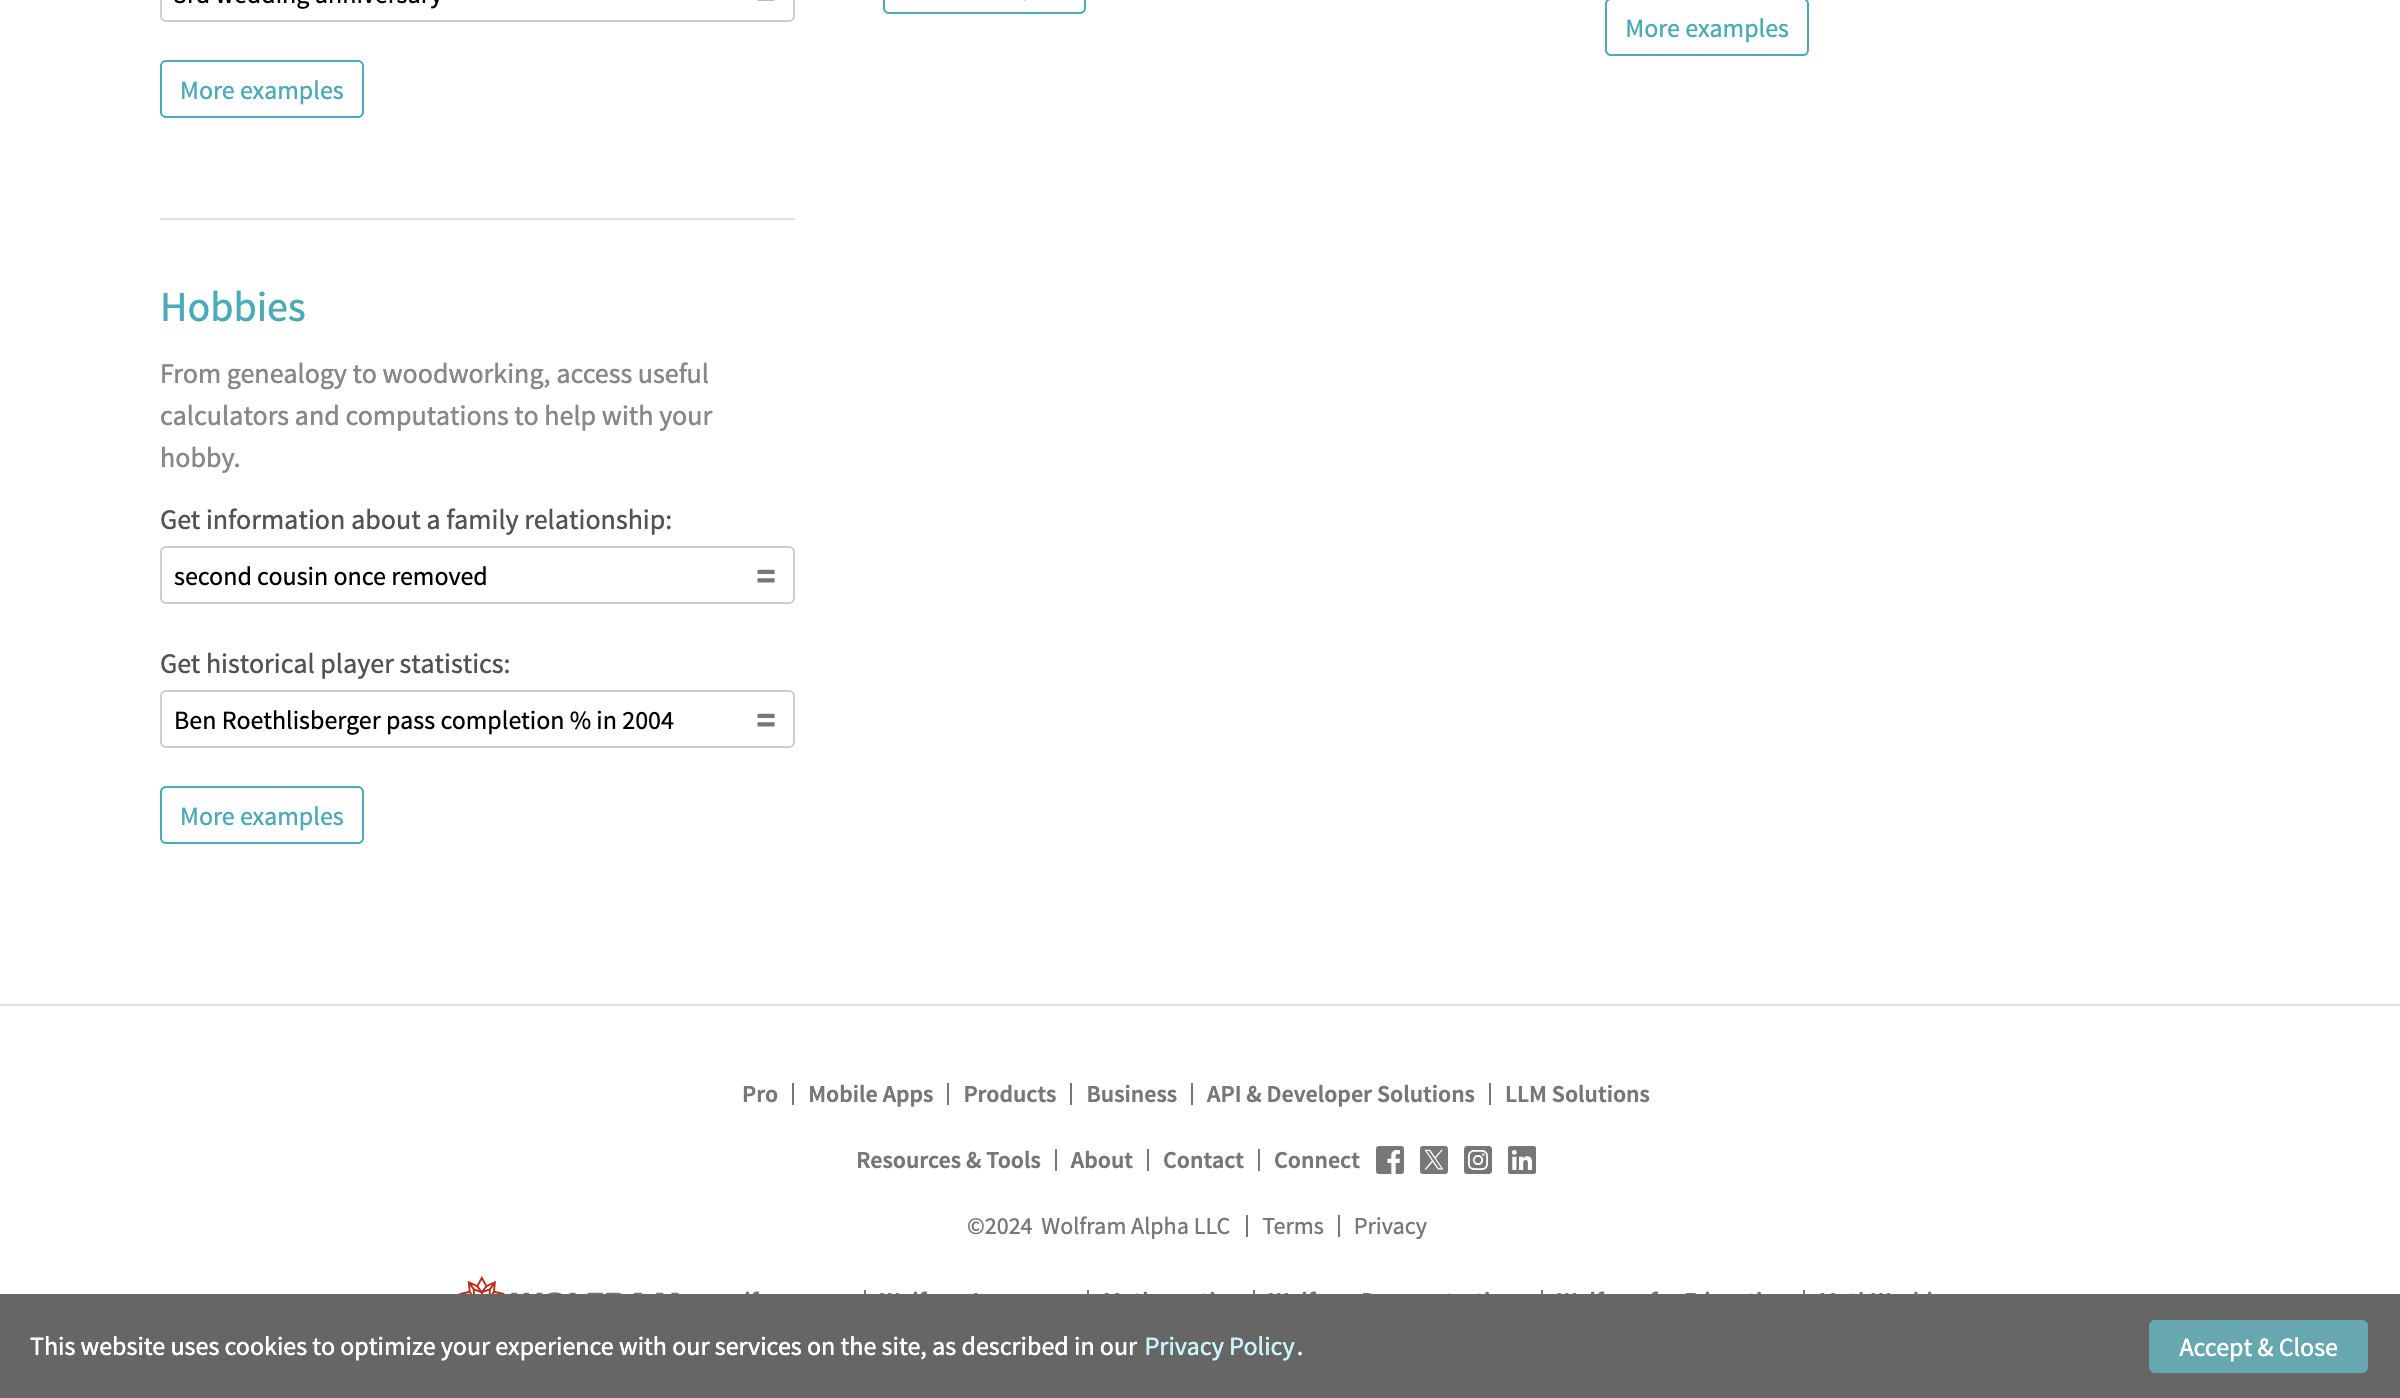 3rd wedding anniversary
More examples
More examples
Hobbies
From genealogy to woodworking, access useful
calculators and computations to help with your
hobby.
Get information about a family relationship:
second cousin once removed
=
Get historical player statistics:
Ben Roethlisberger pass completion % in 2004
=
More examples
Pro | Mobile Apps | Products | Business | API & Developer Solutions | LLM Solutions
Resources & Tools | About | Contact | Connect
©2024 Wolfram Alpha LLC | Terms | Privacy
This website uses cookies to optimize your experience with our services on the site, as described in our Privacy Policy.
Accept & Close